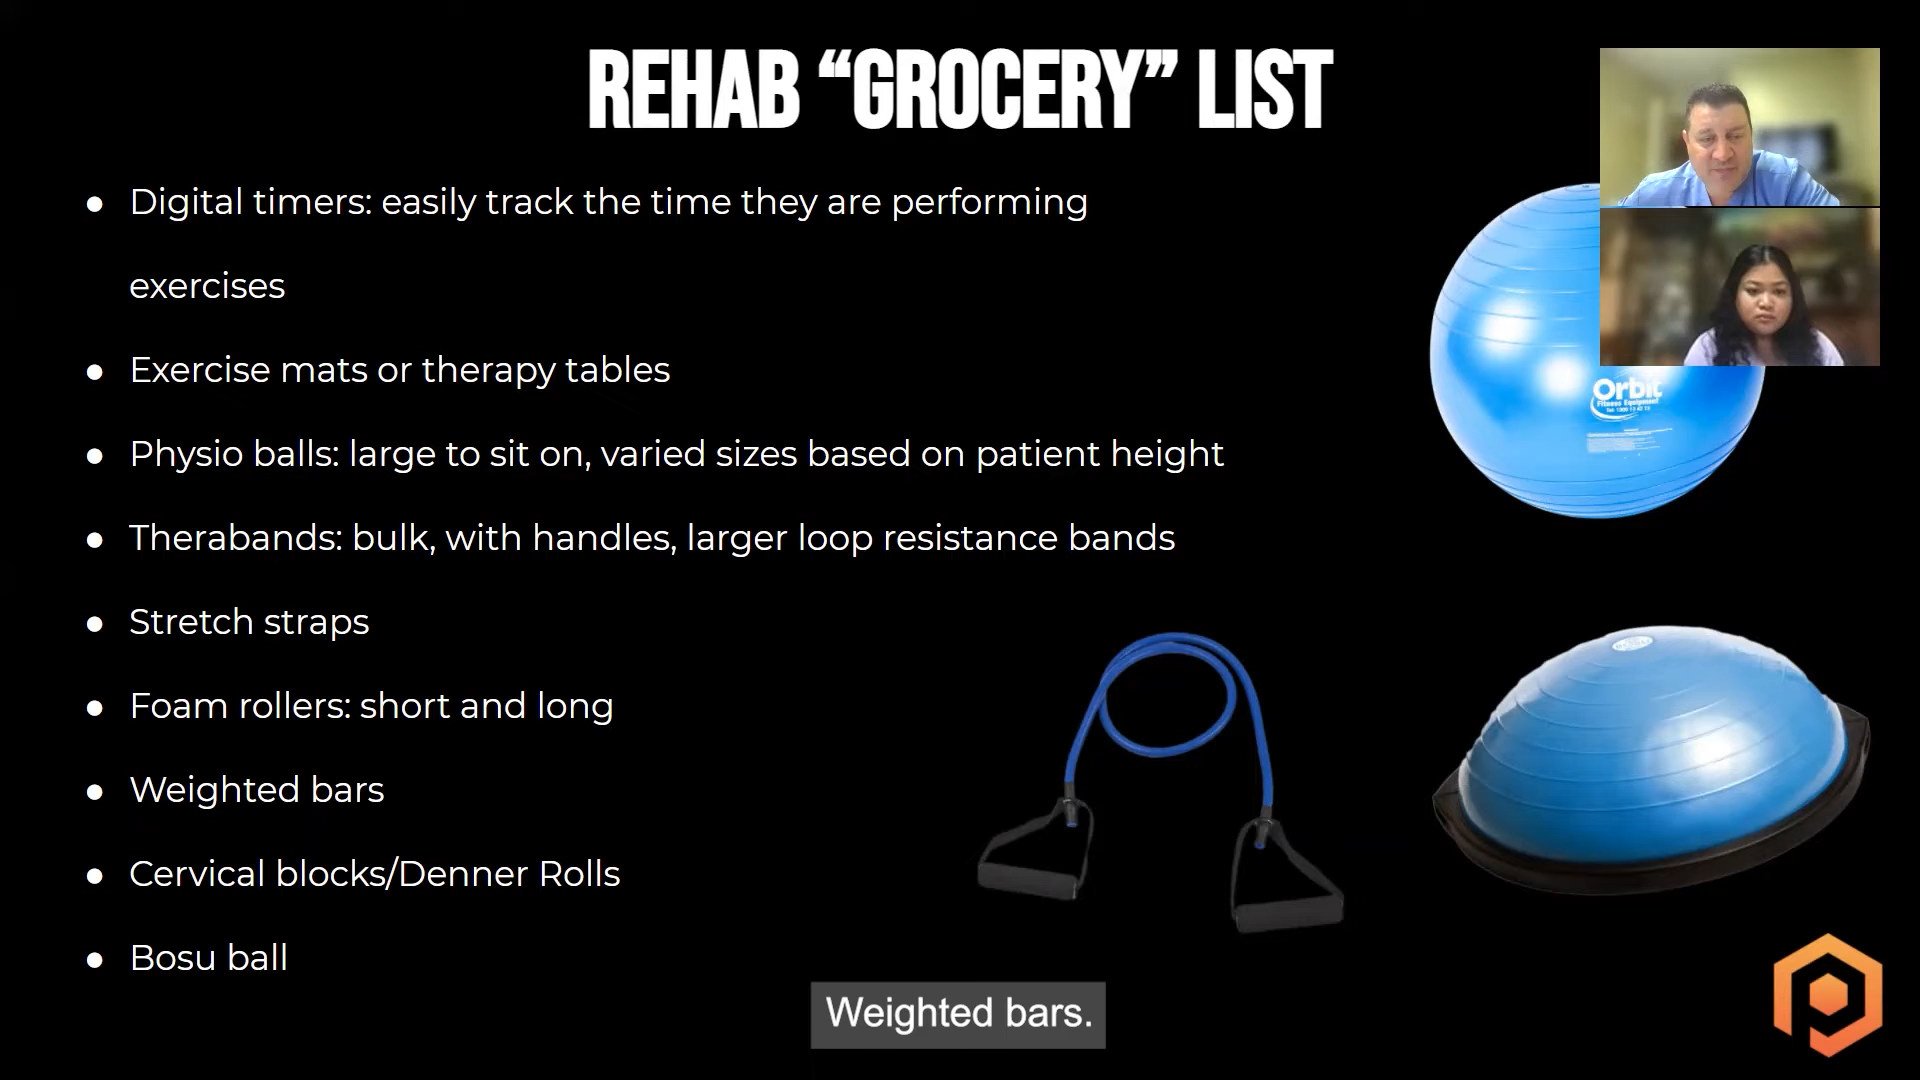 REHAB “GROCERY” LIST
● Digital timers: easily track the time they are performing
exercises
● Exercise mats or therapy tables
● Physio balls: large to sit on, varied sizes based on patient height
● Therabands: bulk, with handles, larger loop resistance bands
● Stretch straps
● Foam rollers: short and long
● Weighted bars
● Cervical blocks/Denner Rolls
● Bosu ball
Orbit
Fitness Equipment
Weighted bars.